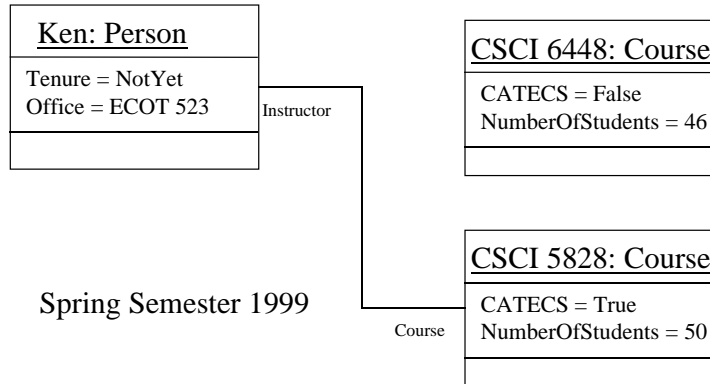 Ken: Person
Tenure = NotYet
Office = ECOT 523
Instructor
CSCI 6448: Course
CATECS = False
NumberOfStudents = 46
CSCI 5828: Course
CATECS = True
NumberOfStudents = 50
Course
Spring Semester 1999